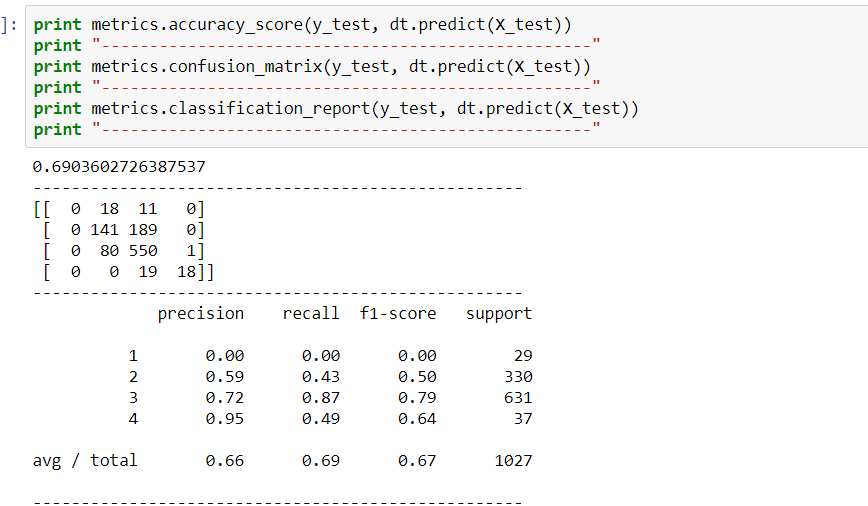 ]: print metrics.accuracy_score(y_test, dt.predict(X_test))
print "---------------------------------------------------"
print metrics.confusion_matrix(y_test, dt.predict(X_test))
print "---------------------------------------------------"
print metrics.classification_report(y_test, dt.predict(X_test))
print "---------------------------------------------------"
0.6903602726387537
---------------------------------------------------
[[  0  18  11   0]
 [  0 141 189   0]
 [  0  80 550   1]
 [  0   0  19  18]]
---------------------------------------------------
             precision    recall  f1-score   support
          1       0.00      0.00      0.00        29
          2       0.59      0.43      0.50       330
          3       0.72      0.87      0.79       631
          4       0.95      0.49      0.64        37
avg / total       0.66      0.69      0.67      1027
---------------------------------------------------